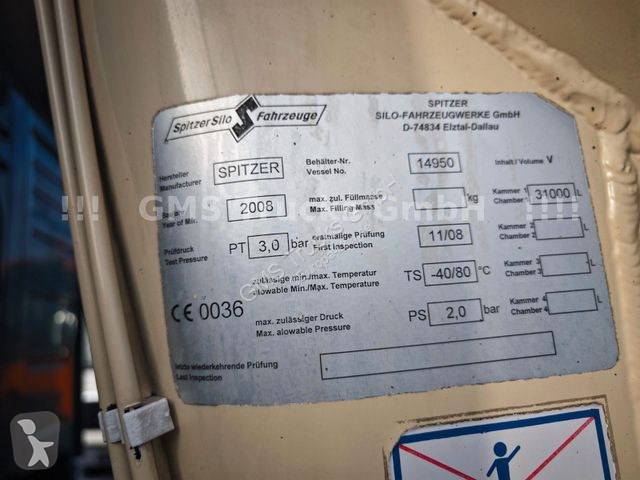 Spitzer Silo S Fahrzeuge
SPITZER
SILO-FAHRZEUGWERKE GmbH
D-74834 Elztal-Dallau
Hersteller
Manufacturer
SPITZER
Behälter-Nr.
Vessel No.
14950
Inhalt / Volume V
Year of Mfr.
2008
max. zul. Füllmasse
Max. Filling-Mass
kg
Kammer 1
Chamber 1
31000 L
Prüfdruck
Test Pressure
PT 3,0 bar
erstmalige Prüfung
First Inspection
11/08
Kammer 2
Chamber 2
L
zulässige min./max. Temperatur
alowable Min./Max. Temperature
TS -40/80 °C
Kammer 3
Chamber 3
L
CE 0036
max. zulässiger Druck
Max. alowable Pressure
PS 2,0 bar
Kammer 4
Chamber 4
L
letzte wiederkehrende Prüfung
Last Inspection
!!! GMS GmbH !!!